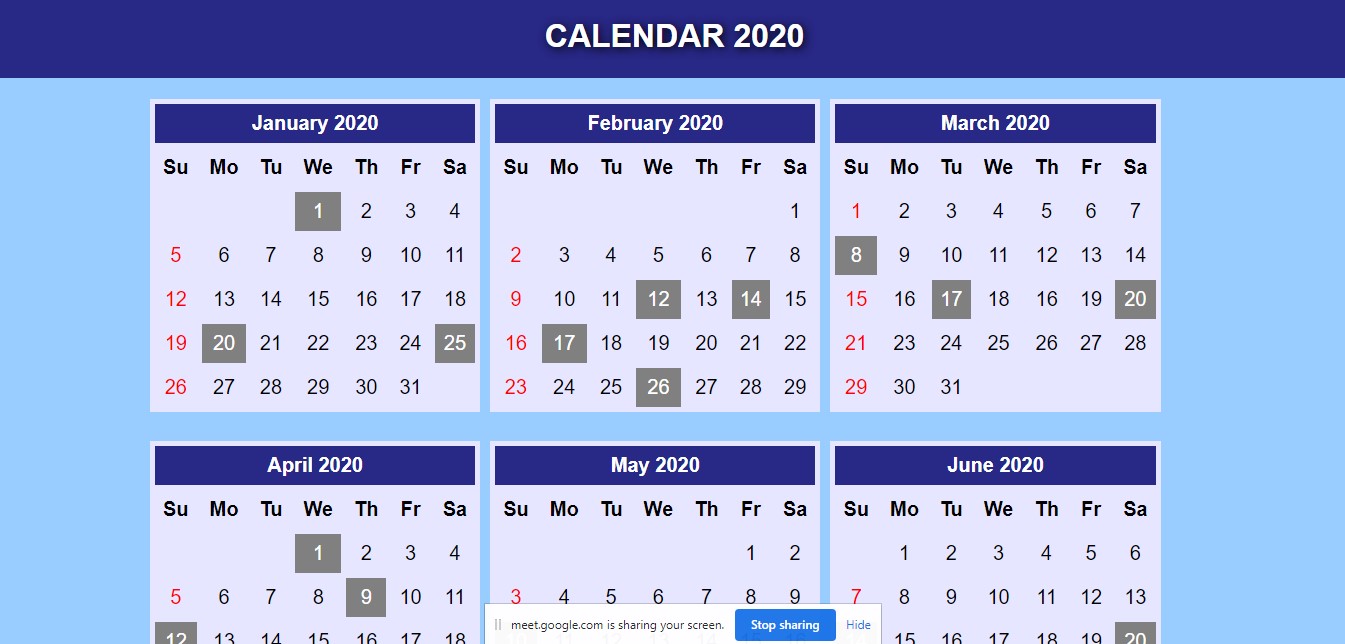 CALENDAR 2020
January 2020 February 2020 March 2020
Su Mo Tu We Th Fr Sa Su Mo Tu We Th Fr Sa Su Mo Tu We Th Fr Sa
1 2 3 4 1 1 2 3 4 5 6 7
5 6 7 8 9 10 11 2 3 4 5 6 7 8 8 9 10 11 12 13 14
12 13 14 15 16 17 18 9 10 11 12 13 14 15 15 16 17 18 16 19 20
19 20 21 22 23 24 25 16 17 18 19 20 21 22 21 23 24 25 26 27 28
26 27 28 29 30 31 23 24 25 26 27 28 29 29 30 31
April 2020 May 2020 June 2020
Su Mo Tu We Th Fr Sa Su Mo Tu We Th Fr Sa Su Mo Tu We Th Fr Sa
1 2 3 4 1 2 1 2 3 4 5 6
5 6 7 8 9 10 11 3 4 5 6 7 8 9 7 8 9 10 11 12 13
12 13 14 15 16 17 18 15 16 17 18 19 20
meet.google.com is sharing your screen. Stop sharing Hide